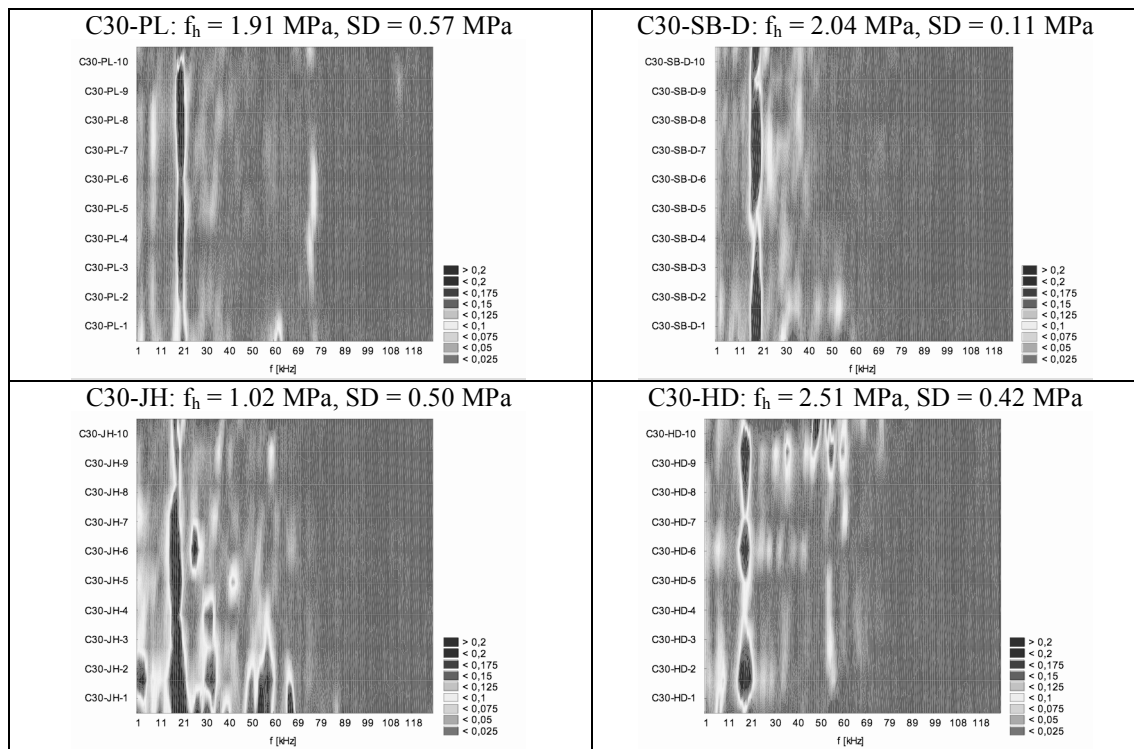 C30-PL: fh = 1.91 MPa, SD = 0.57 MPa
C30-PL-10
C30-PL-9
C30-PL-8
C30-PL-7
C30-PL-6
C30-PL-5
C30-PL-4
C30-PL-3
C30-PL-2
C30-PL-1
1 11 21 30 40 50 60 69 79 89 99 108 118
f [kHz]
> 0,2
< 0,2
< 0,175
< 0,15
< 0,125
< 0,1
< 0,075
< 0,05
< 0,025
C30-SB-D: fh = 2.04 MPa, SD = 0.11 MPa
C30-SB-D-10
C30-SB-D-9
C30-SB-D-8
C30-SB-D-7
C30-SB-D-6
C30-SB-D-5
C30-SB-D-4
C30-SB-D-3
C30-SB-D-2
C30-SB-D-1
1 11 21 30 40 50 60 69 79 89 99 108 118
f [kHz]
> 0,2
< 0,2
< 0,175
< 0,15
< 0,125
< 0,1
< 0,075
< 0,05
< 0,025
C30-JH: fh = 1.02 MPa, SD = 0.50 MPa
C30-JH-10
C30-JH-9
C30-JH-8
C30-JH-7
C30-JH-6
C30-JH-5
C30-JH-4
C30-JH-3
C30-JH-2
C30-JH-1
1 11 21 30 40 50 60 69 79 89 99 108 118
f [kHz]
> 0,2
< 0,2
< 0,175
< 0,15
< 0,125
< 0,1
< 0,075
< 0,05
< 0,025
C30-HD: fh = 2.51 MPa, SD = 0.42 MPa
C30-HD-10
C30-HD-9
C30-HD-8
C30-HD-7
C30-HD-6
C30-HD-5
C30-HD-4
C30-HD-3
C30-HD-2
C30-HD-1
1 11 21 30 40 50 60 69 79 89 99 108 118
f [kHz]
> 0,2
< 0,2
< 0,175
< 0,15
< 0,125
< 0,1
< 0,075
< 0,05
< 0,025